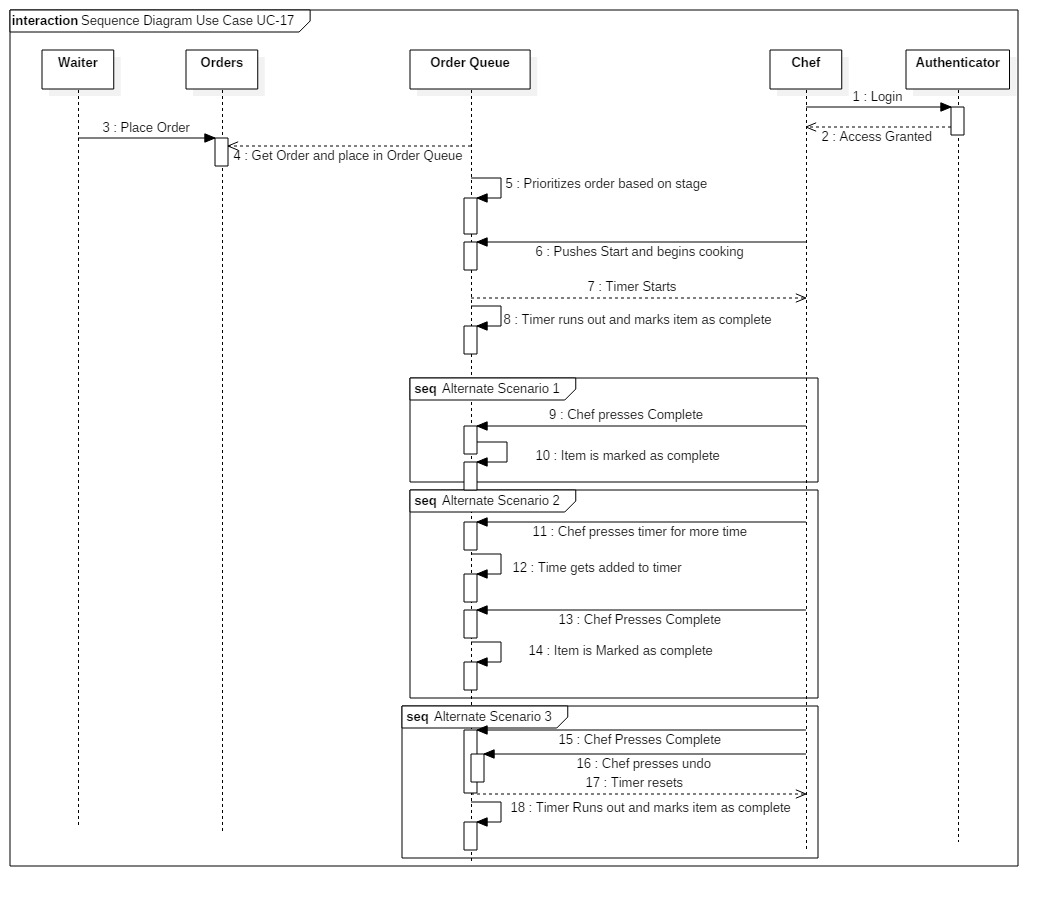 interaction Sequence Diagram Use Case UC-17
Waiter
Orders
Order Queue
Chef
Authenticator
1 : Login
3 : Place Order
2 : Access Granted
4 : Get Order and place in Order Queue
5 : Prioritizes order based on stage
6 : Pushes Start and begins cooking
7 : Timer Starts
8 : Timer runs out and marks item as complete
seq Alternate Scenario 1
9 : Chef presses Complete
10 : Item is marked as complete
seq Alternate Scenario 2
11 : Chef presses timer for more time
12 : Time gets added to timer
13 : Chef Presses Complete
14 : Item is Marked as complete
seq Alternate Scenario 3
15 : Chef Presses Complete
16 : Chef presses undo
17 : Timer resets
18 : Timer Runs out and marks item as complete